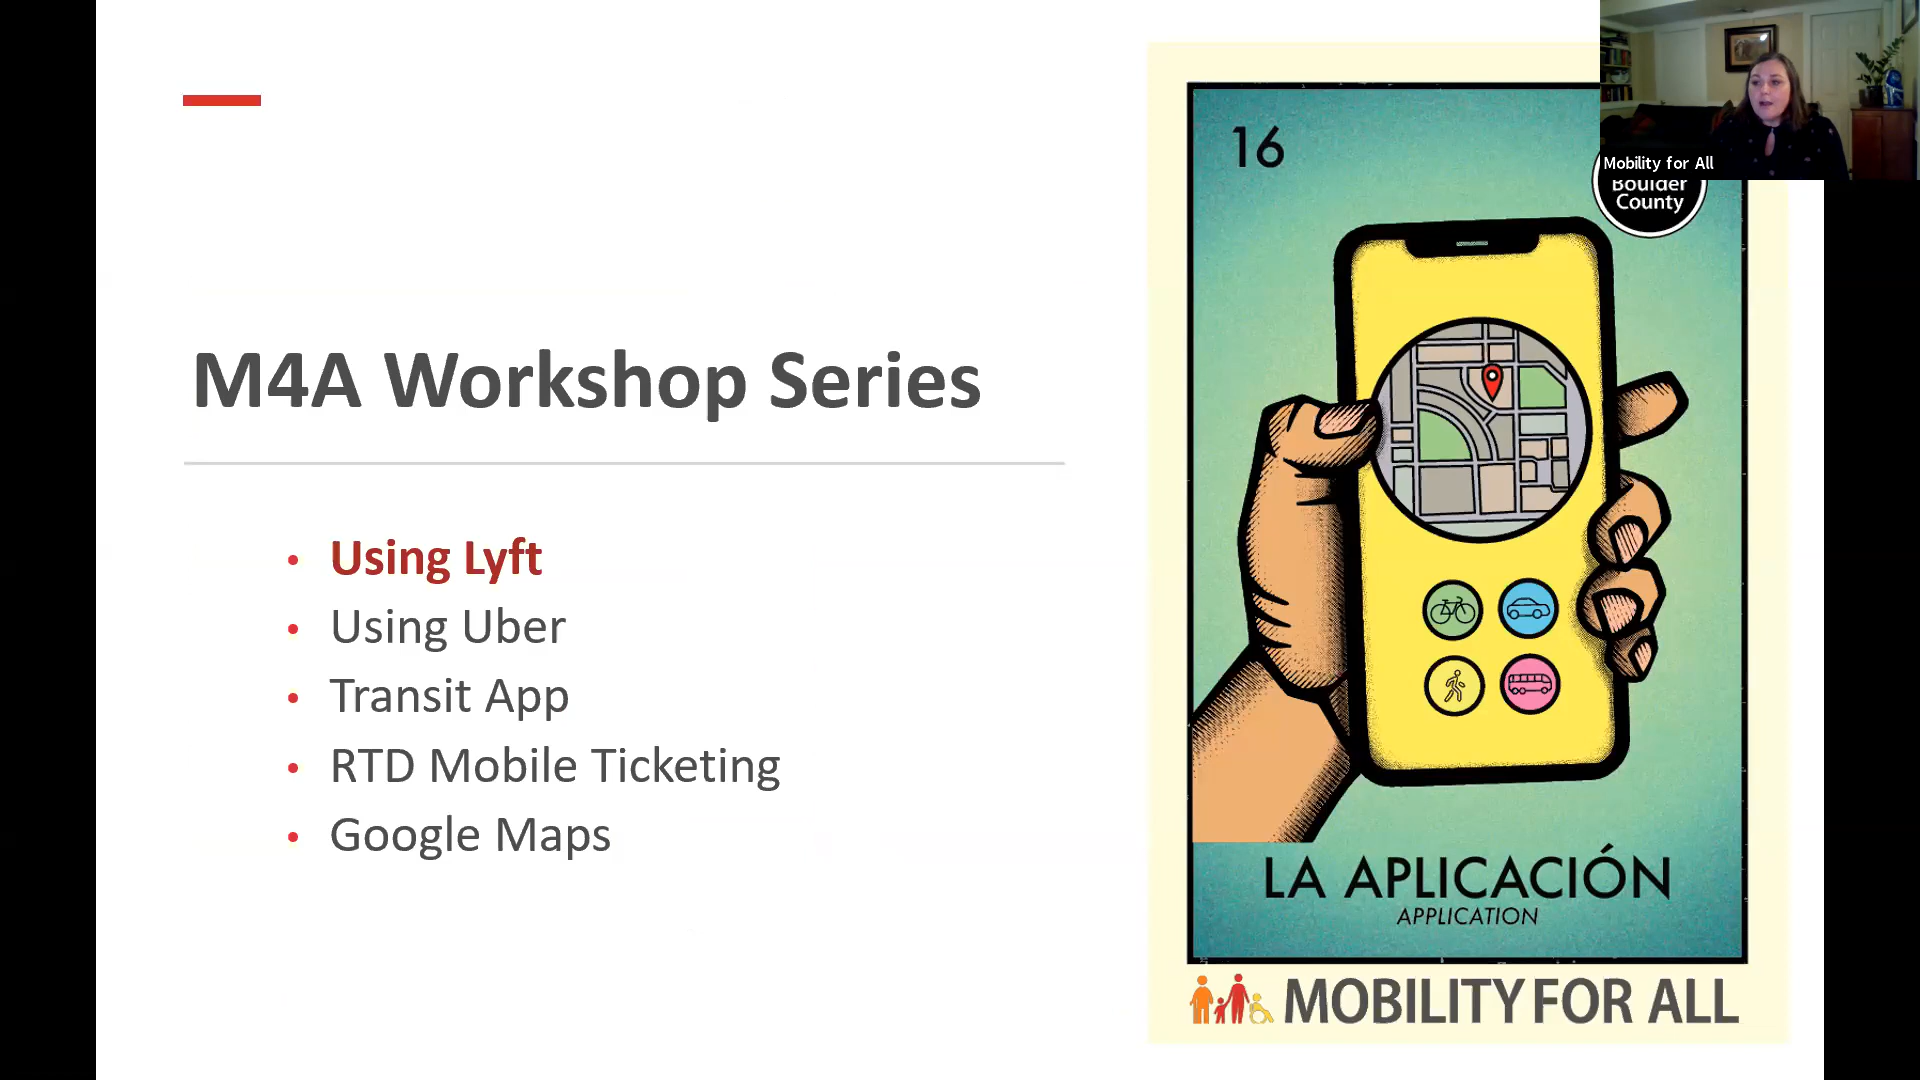 M4A Workshop Series
• Using Lyft
• Using Uber
• Transit App
• RTD Mobile Ticketing
• Google Maps
16
Mobility for All
Boulder
County
LA APLICACIÓN
APPLICATION
MOBILITY FOR ALL